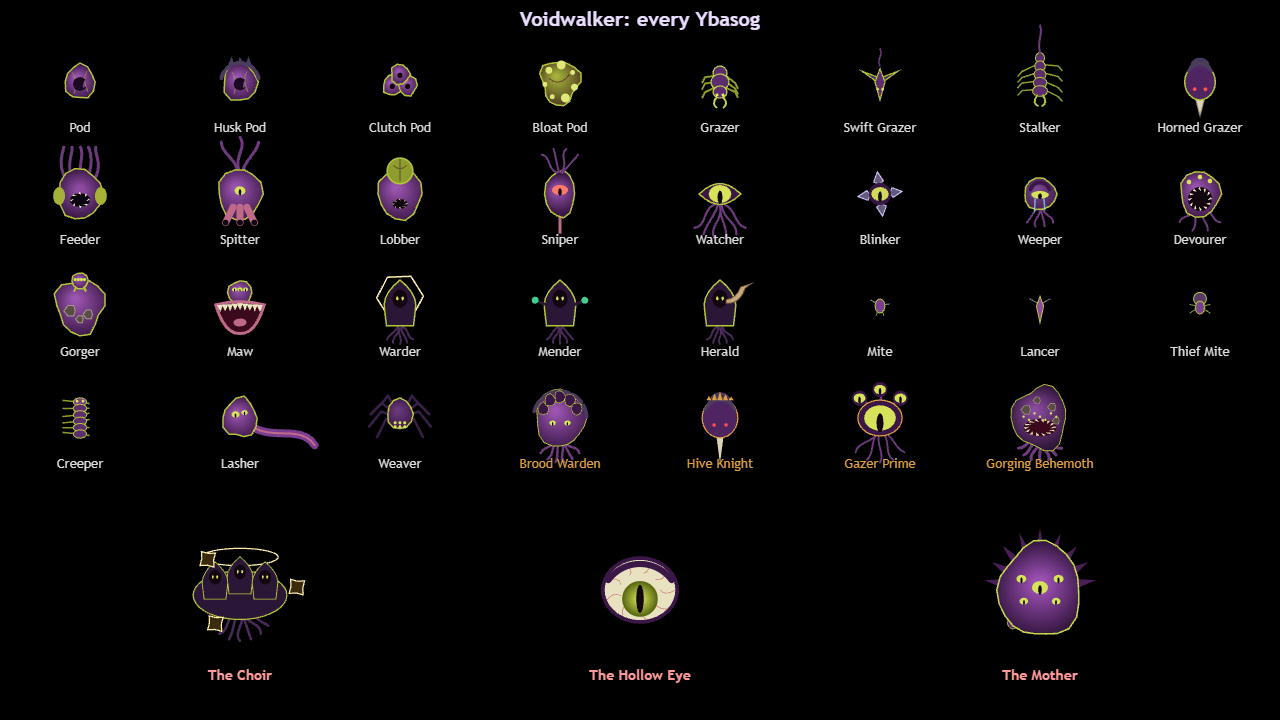 Voidwalker: every Ybasog
Pod
Husk Pod
Clutch Pod
Bloat Pod
Grazer
Swift Grazer
Stalker
Horned Grazer
Feeder
Spitter
Lobber
Sniper
Watcher
Blinker
Weeper
Devourer
Gorger
Maw
Warder
Mender
Herald
Mite
Lancer
Thief Mite
Creeper
Lasher
Weaver
Brood Warden
Hive Knight
Gazer Prime
Gorging Behemoth
The Choir
The Hollow Eye
The Mother